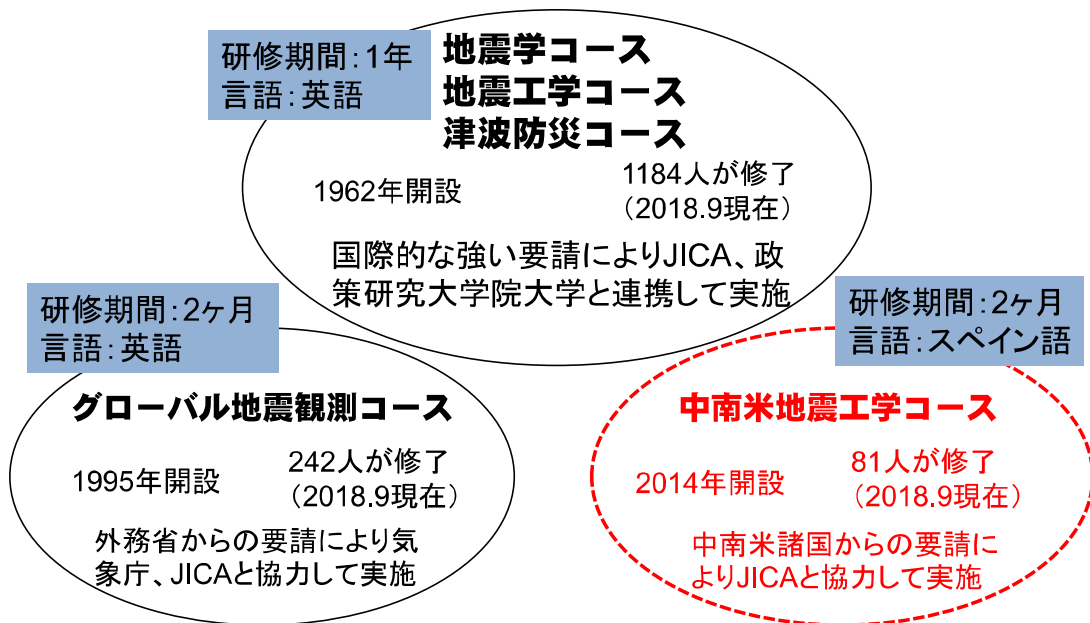 研修期間：1年
言語：英語
地震学コース
地震工学コース
津波防災コース
1962年開設
1184人が修了
（2018.9現在）
国際的な強い要請によりJICA、政
策研究大学院大学と連携して実施
研修期間：2ヶ月
言語：英語
グローバル地震観測コース
1995年開設
242人が修了
（2018.9現在）
外務省からの要請により気
象庁、JICAと協力して実施
研修期間：2ヶ月
言語：スペイン語
中南米地震工学コース
2014年開設
81人が修了
（2018.9現在）
中南米諸国からの要請に
よりJICAと協力して実施